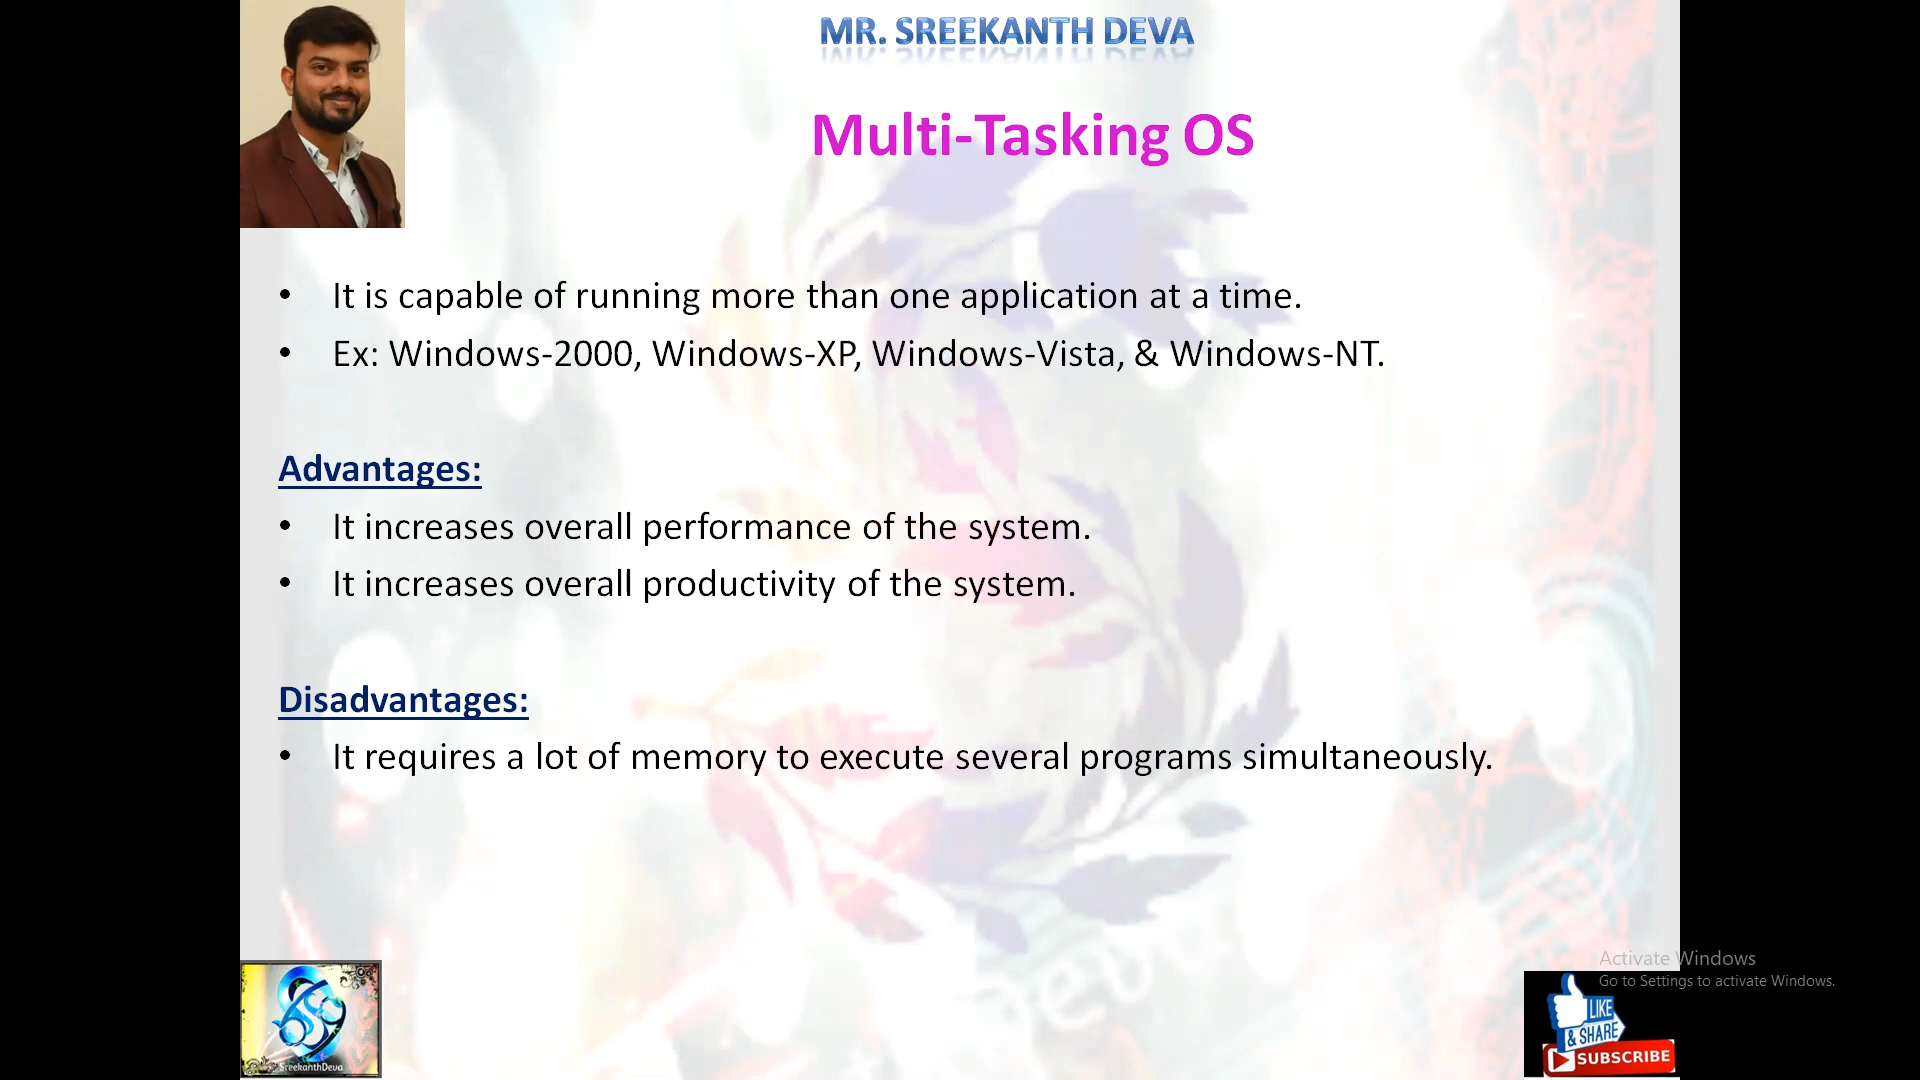 MR. SREEKANTH DEVA
Multi-Tasking OS
• It is capable of running more than one application at a time.
• Ex: Windows-2000, Windows-XP, Windows-Vista, & Windows-NT.
Advantages:
• It increases overall performance of the system.
• It increases overall productivity of the system.
Disadvantages:
• It requires a lot of memory to execute several programs simultaneously.
Activate Windows
Go to Settings to activate Windows.
LIKE
& SHARE
SUBSCRIBE
SreekanthDeva